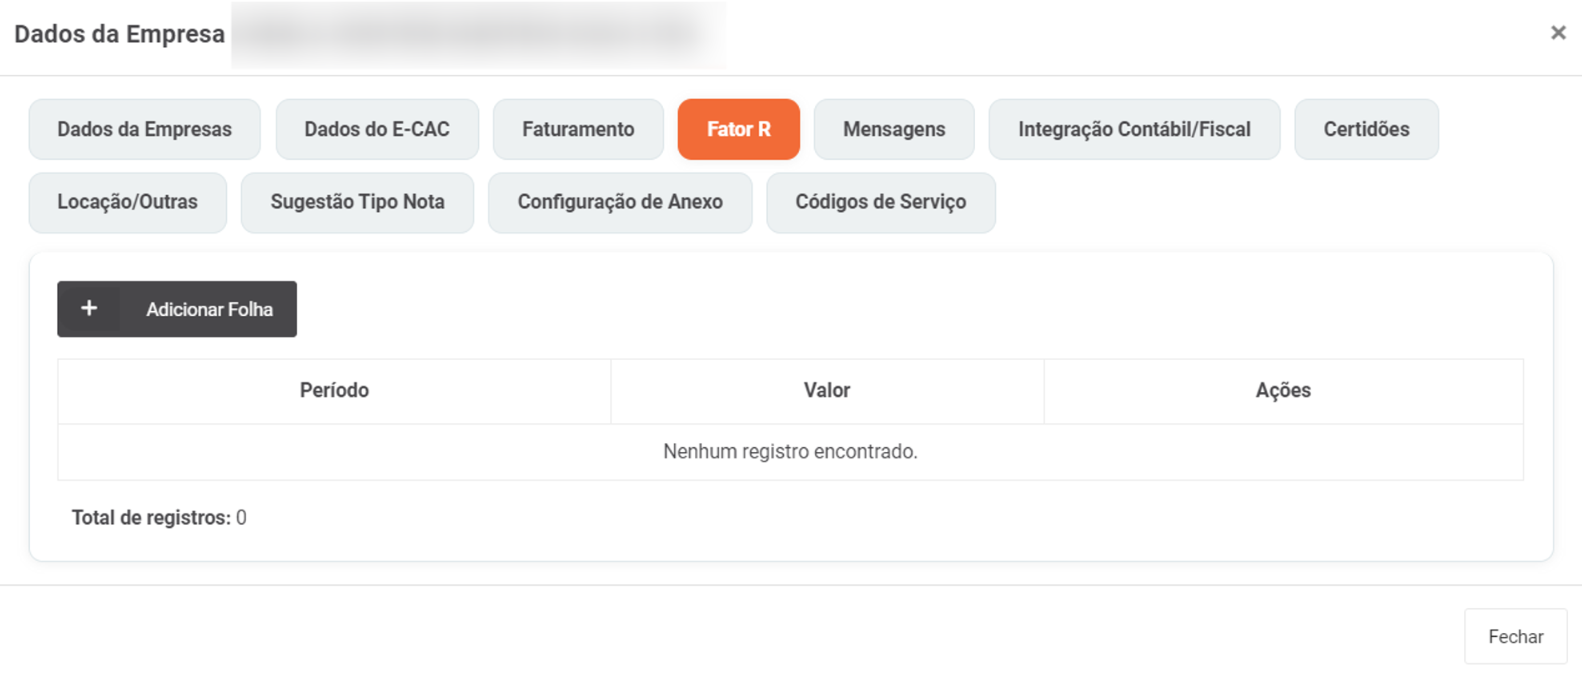 Dados da Empresa
×
Dados da Empresas Dados do E-CAC Faturamento Fator R Mensagens Integração Contábil/Fiscal Certidões
Locação/Outras Sugestão Tipo Nota Configuração de Anexo Códigos de Serviço
+ Adicionar Folha
Período Valor Ações
Nenhum registro encontrado.
Total de registros: 0
Fechar